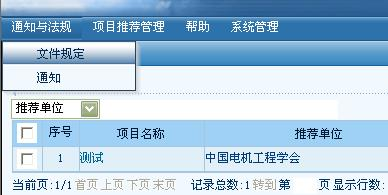 通知与法规 项目推荐管理 帮助 系统管理
文件规定
通知
推荐单位
序号 项目名称 推荐单位
1 测试 中国电机工程学会
当前页:1/1 首页 上页 下页 末页 记录总数:1 转到 第 页 显示行数: